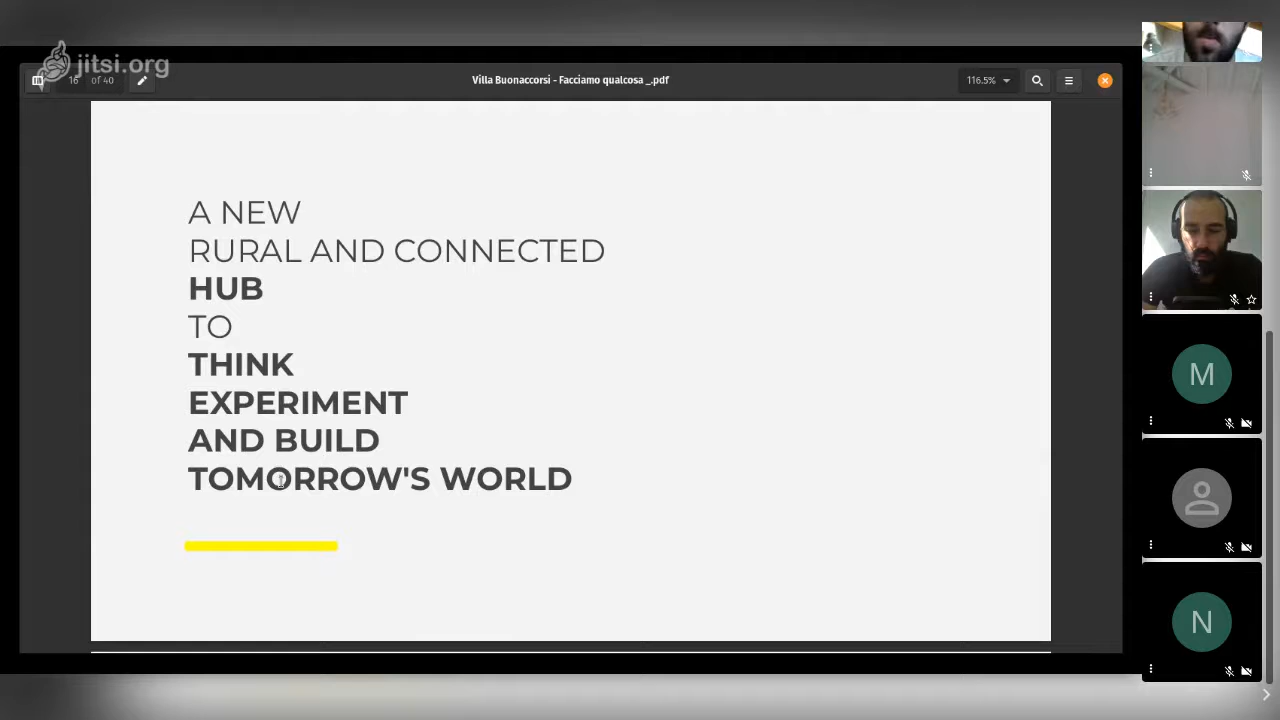 jitsi.org
16 of 40
Villa Buonaccorsi - Facciamo qualcosa _.pdf
116.5%
A NEW
RURAL AND CONNECTED
HUB
TO
THINK
EXPERIMENT
AND BUILD
TOMORROW'S WORLD
M
N